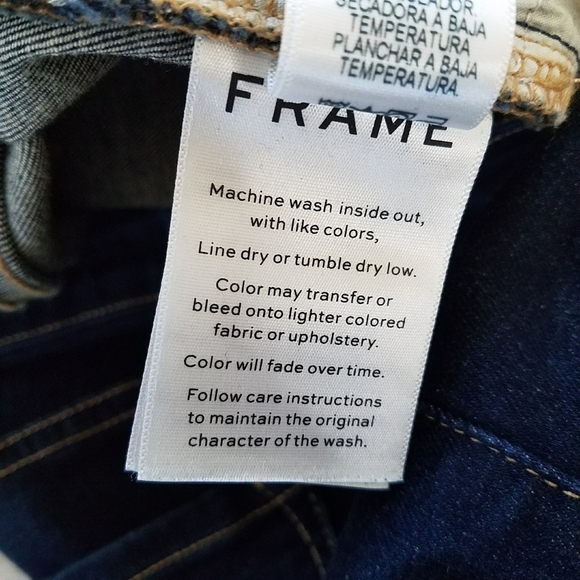 SECADORA A BAJA
TEMPERATURA
PLANCHAR A BAJA
TEMPERATURA.
FRAME
Machine wash inside out,
with like colors,
Line dry or tumble dry low.
Color may transfer or
bleed onto lighter colored
fabric or upholstery.
Color will fade over time.
Follow care instructions
to maintain the original
character of the wash.